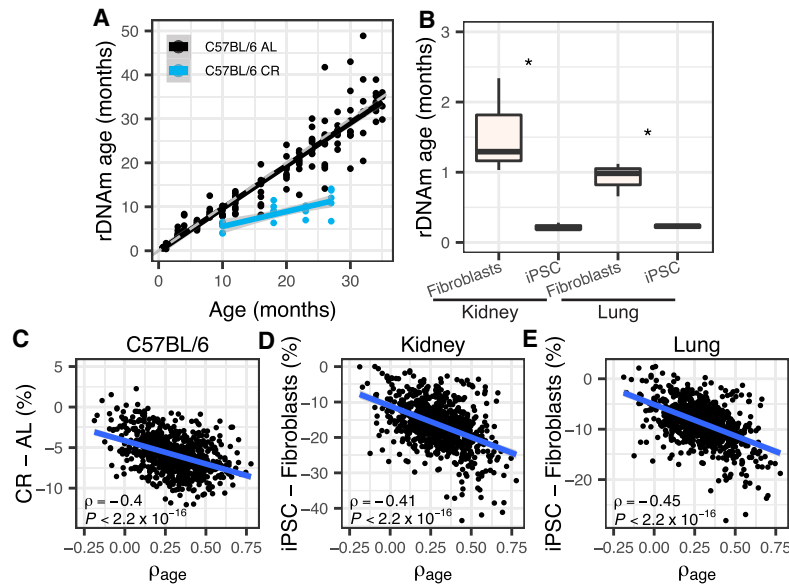 A
rDNAm age (months)
50
40
30
20
10
0
C57BL/6 AL
C57BL/6 CR
0 10 20 30
Age (months)
B
rDNAm age (months)
3
2
1
0
*
*
Fibroblasts iPSC Fibroblasts iPSC
Kidney Lung
C
C57BL/6
CR − AL (%)
5
0
−5
−10
ρ = −0.4
P < 2.2 x 10⁻¹⁶
−0.25 0.00 0.25 0.50 0.75
ρage
D
Kidney
iPSC − Fibroblasts (%)
0
−10
−20
−30
−40
ρ = −0.41
P < 2.2 x 10⁻¹⁶
−0.25 0.00 0.25 0.50 0.75
ρage
E
Lung
iPSC − Fibroblasts (%)
0
−10
−20
ρ = −0.45
P < 2.2 x 10⁻¹⁶
−0.25 0.00 0.25 0.50 0.75
ρage